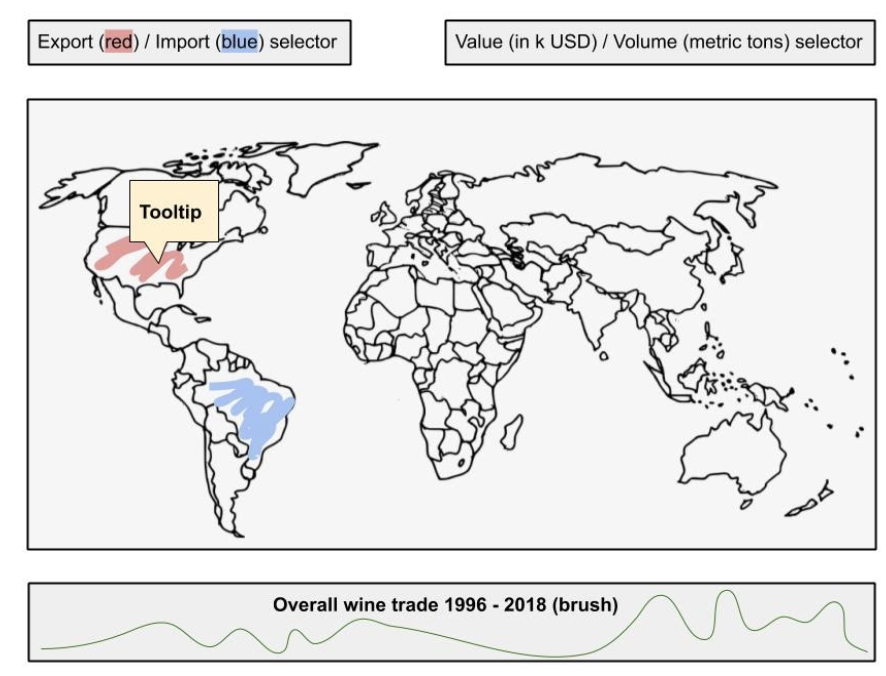 Export (red) / Import (blue) selector
Value (in k USD) / Volume (metric tons) selector
Tooltip
Overall wine trade 1996 - 2018 (brush)